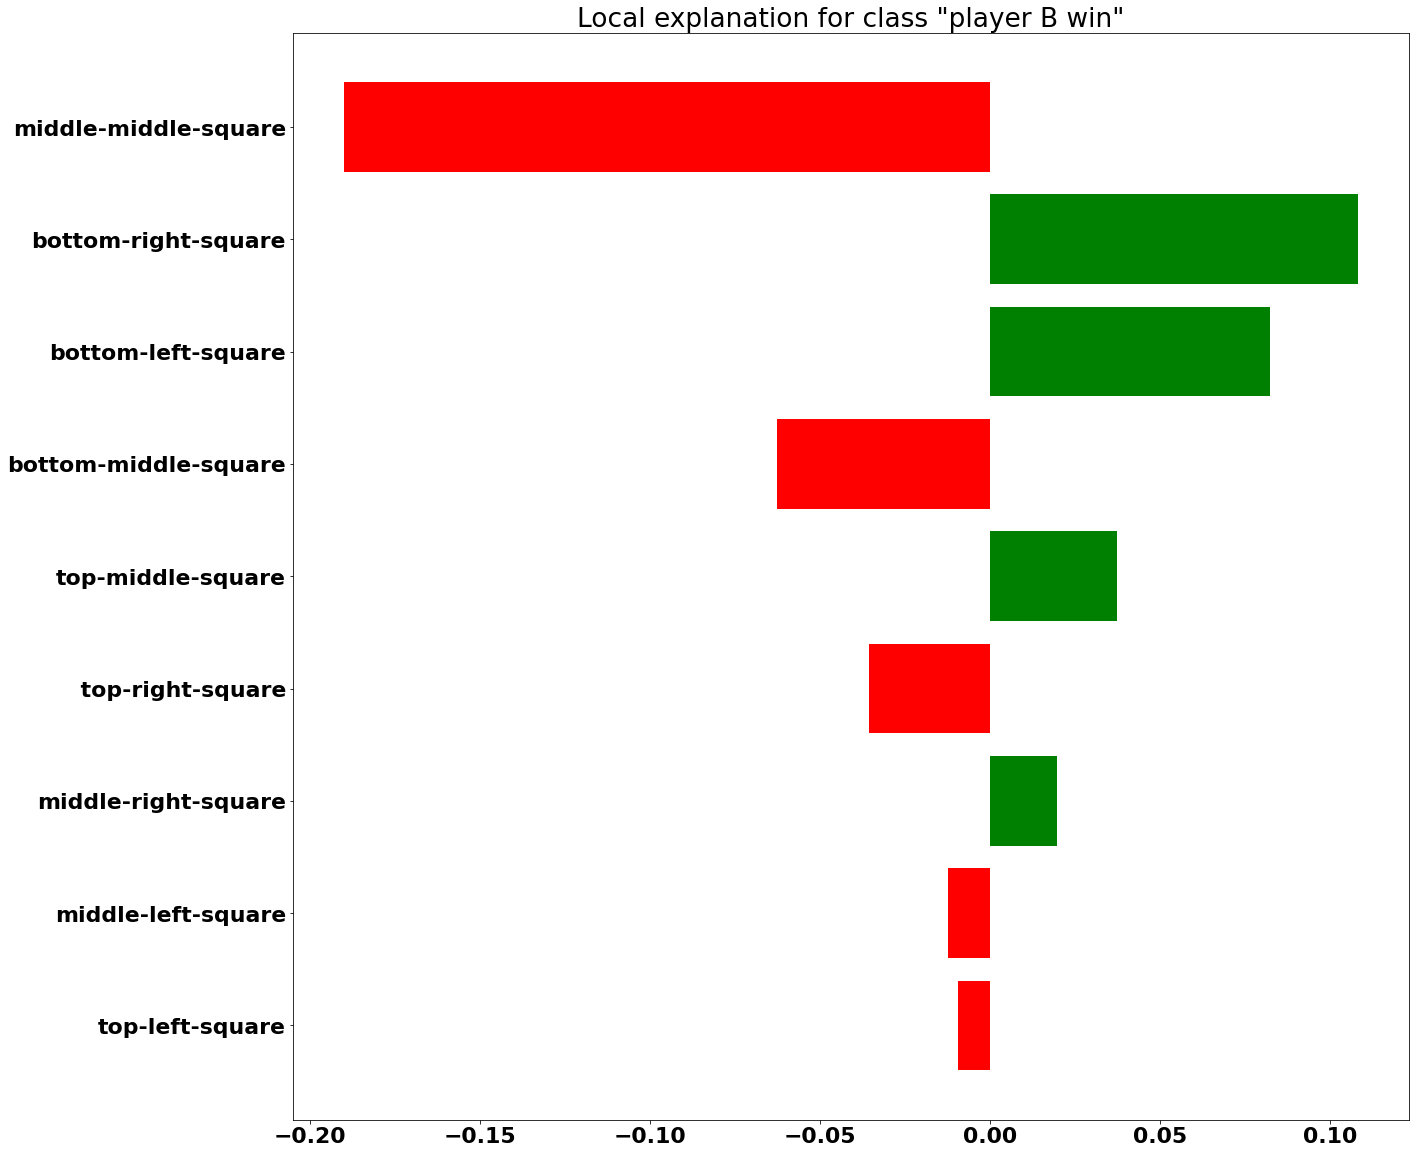 Local explanation for class "player B win"
middle-middle-square
bottom-right-square
bottom-left-square
bottom-middle-square
top-middle-square
top-right-square
middle-right-square
middle-left-square
top-left-square
−0.20 −0.15 −0.10 −0.05 0.00 0.05 0.10